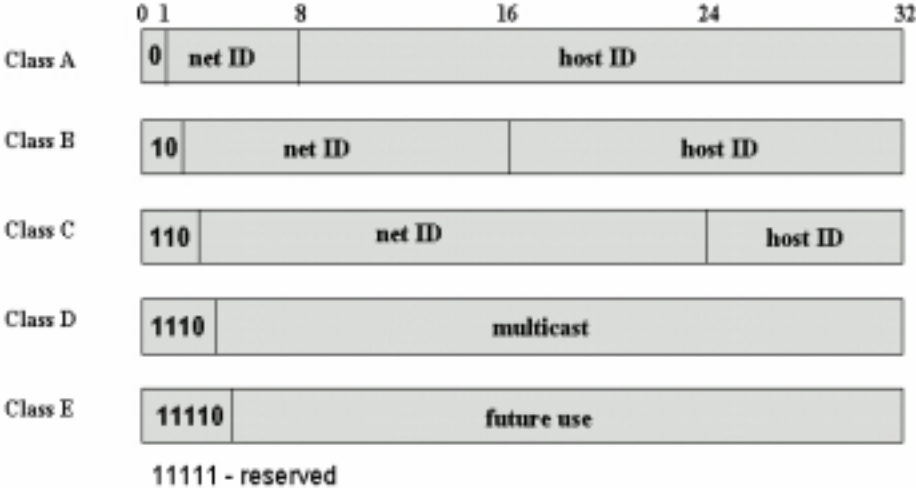 0 1 8 16 24 32
Class A 0 net ID host ID
Class B 10 net ID host ID
Class C 110 net ID host ID
Class D 1110 multicast
Class E 11110 future use
11111 - reserved